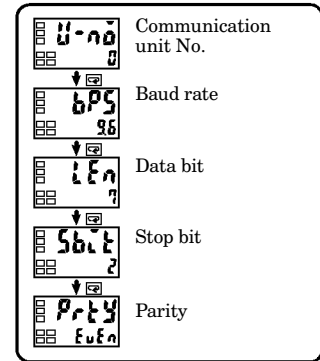 U-no
Communication
unit No.
0
bPS
Baud rate
9.6
LEn
Data bit
7
SbiT
Stop bit
2
PrtY
Parity
EvEn